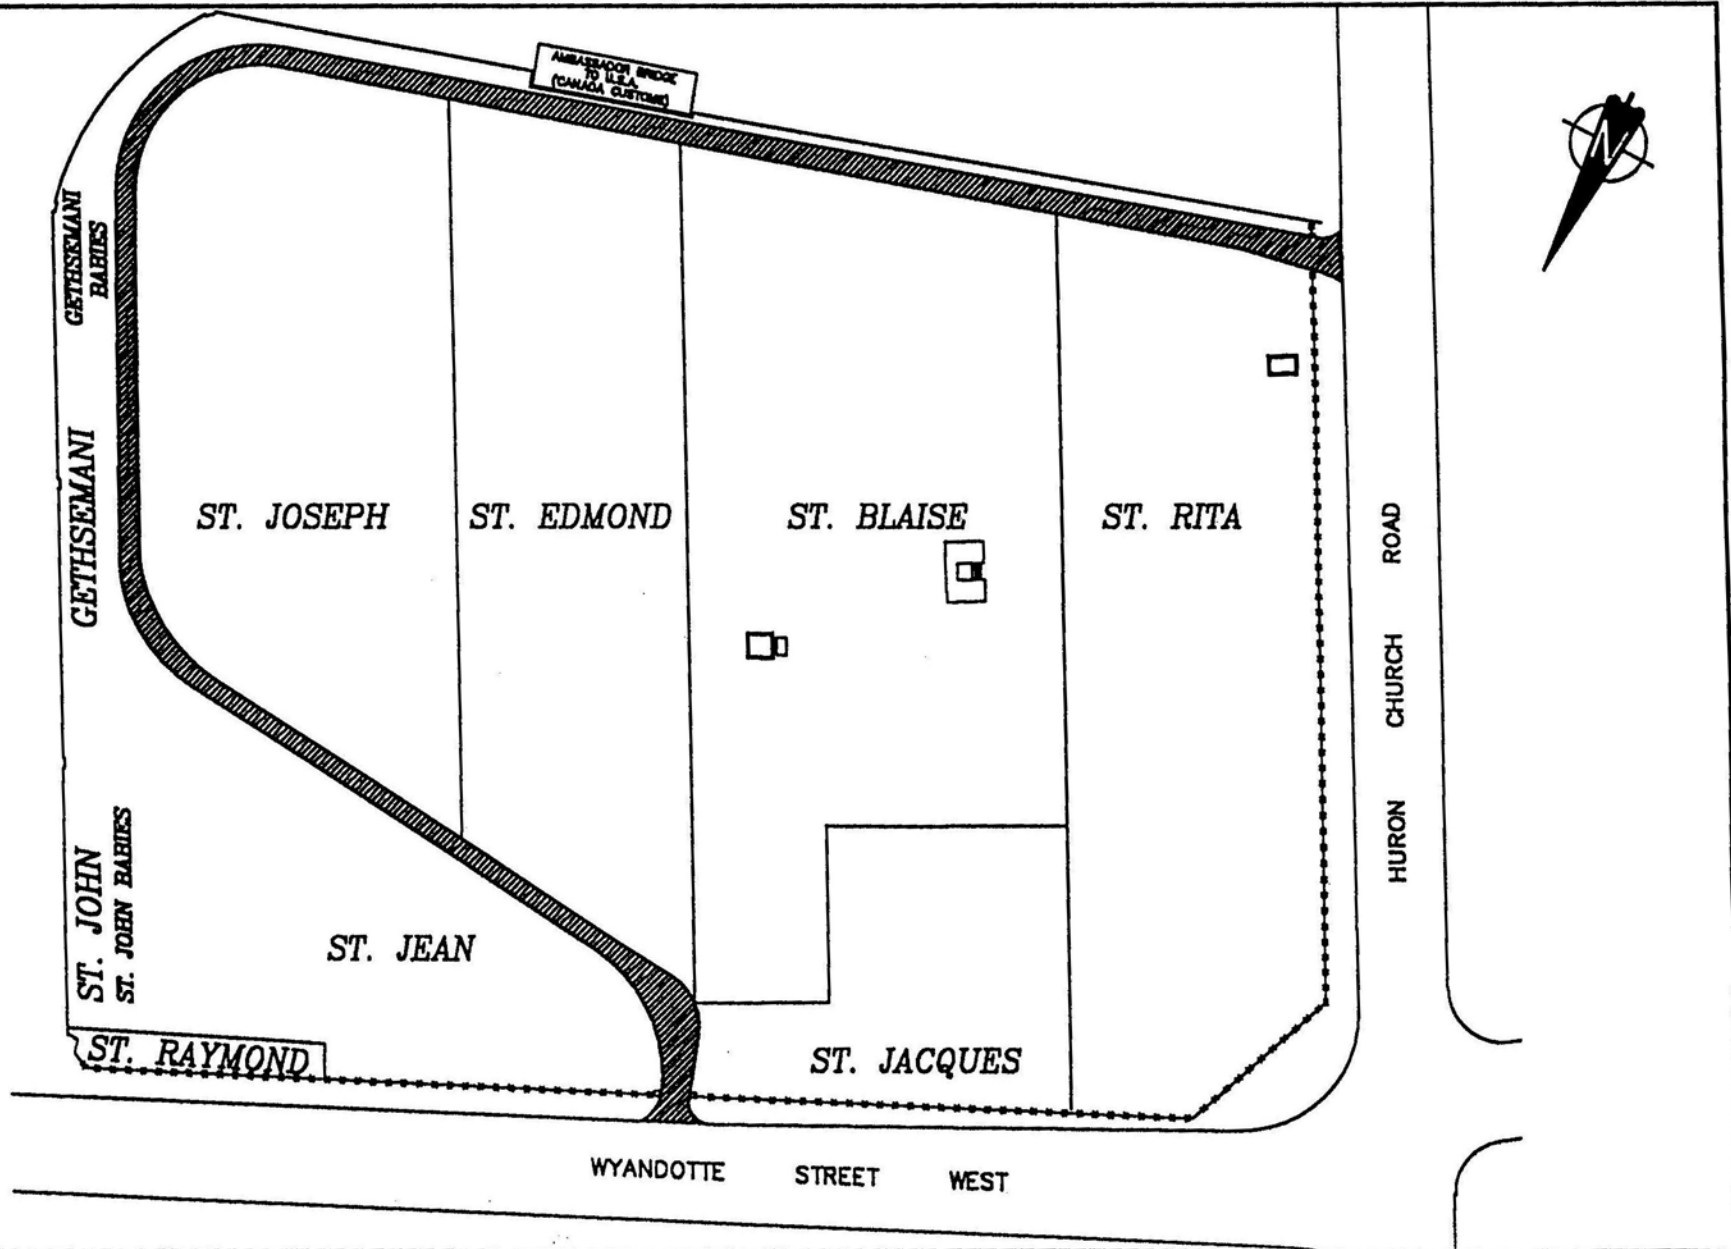 AMBASSADOR BRIDGE
TO U.S.A.
(CANADA CUSTOMS)
N
GETHSEMANI
BABIES
GETHSEMANI
ST. JOSEPH
ST. EDMOND
ST. BLAISE
ST. RITA
HURON CHURCH ROAD
ST. JOHN
ST. JOHN BABIES
ST. JEAN
ST. RAYMOND
ST. JACQUES
WYANDOTTE STREET WEST